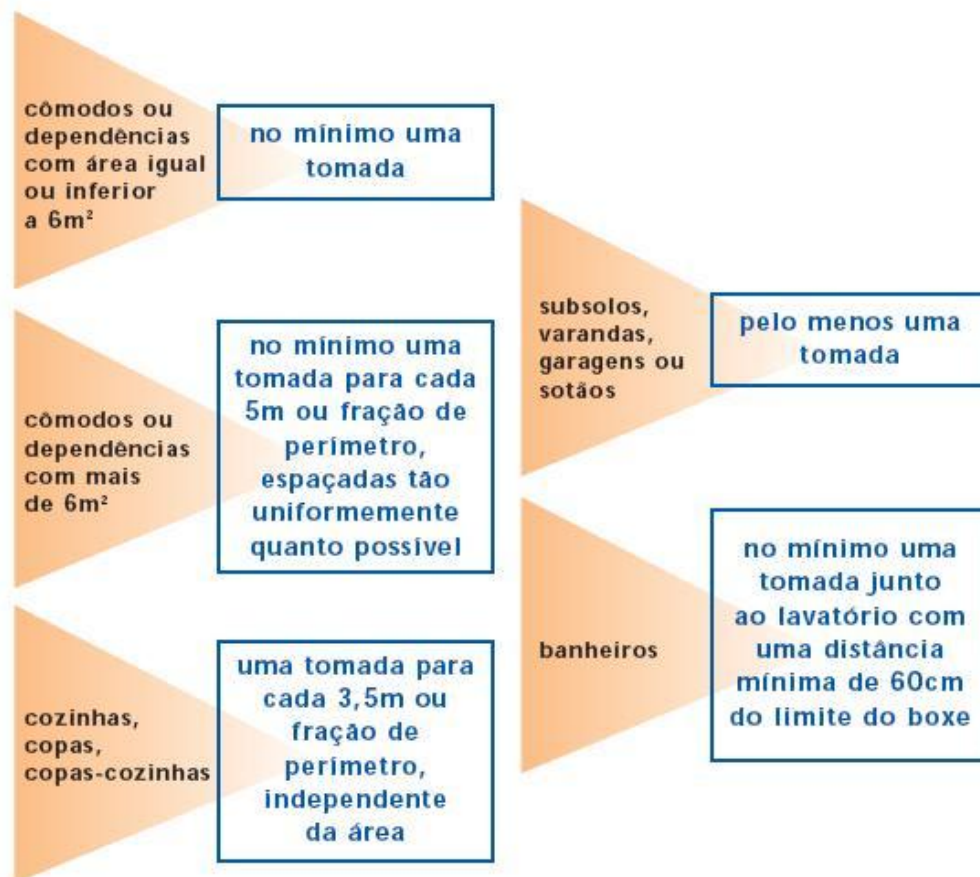 cômodos ou
dependências
com área igual
ou inferior
a 6m²
no mínimo uma
tomada
cômodos ou
dependências
com mais
de 6m²
no mínimo uma
tomada para cada
5m ou fração de
perímetro,
espaçadas tão
uniformemente
quanto possível
cozinhas,
copas,
copas-cozinhas
uma tomada para
cada 3,5m ou
fração de
perímetro,
independente
da área
subsolos,
varandas,
garagens ou
sotãos
pelo menos uma
tomada
banheiros
no mínimo uma
tomada junto
ao lavatório com
uma distância
mínima de 60cm
do limite do boxe